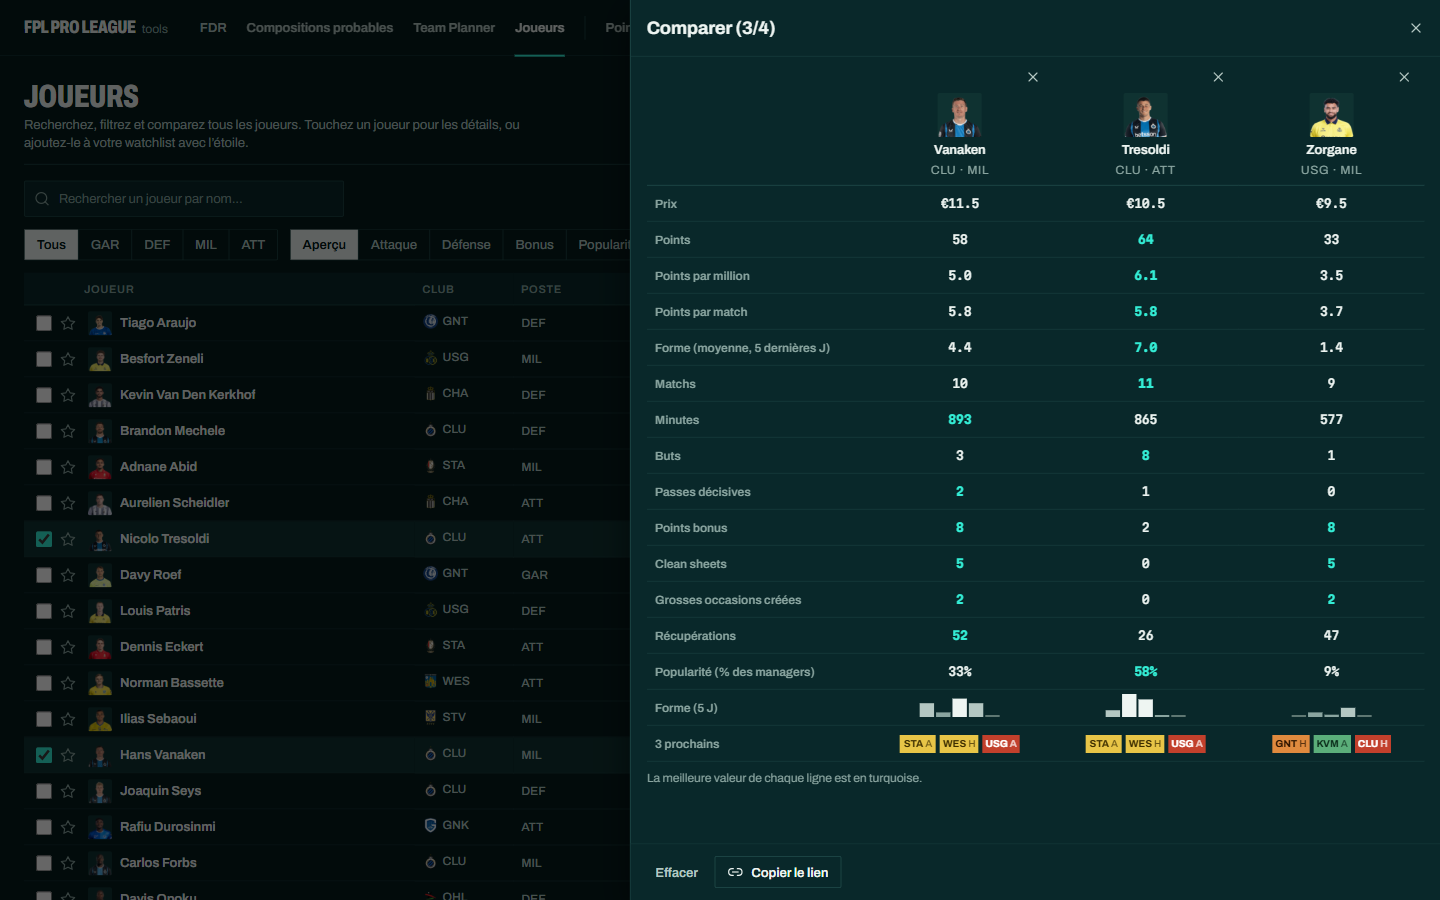 FPL PRO LEAGUE tools FDR Compositions probables Team Planner Joueurs
JOUEURS
Recherchez, filtrez et comparez tous les joueurs. Touchez un joueur pour les détails, ou
ajoutez-le à votre watchlist avec l'étoile.
Rechercher un joueur par nom...
Tous GAR DEF MIL ATT Aperçu Attaque Défense Bonus
JOUEUR CLUB POSTE
Tiago Araujo GNT DEF
Besfort Zeneli USG MIL
Kevin Van Den Kerkhof CHA DEF
Brandon Mechele CLU DEF
Adnane Abid STA MIL
Aurelien Scheidler CHA ATT
Nicolo Tresoldi CLU ATT
Davy Roef GNT GAR
Louis Patris USG DEF
Dennis Eckert STA ATT
Norman Bassette WES ATT
Ilias Sebaoui STV MIL
Hans Vanaken CLU MIL
Joaquin Seys CLU DEF
Rafiu Durosinmi GNK ATT
Carlos Forbs CLU MIL
Davis Opoku OHL DEF
Comparer (3/4)
Vanaken Tresoldi Zorgane
CLU · MIL CLU · ATT USG · MIL
Prix €11.5 €10.5 €9.5
Points 58 64 33
Points par million 5.0 6.1 3.5
Points par match 5.8 5.8 3.7
Forme (moyenne, 5 dernières J) 4.4 7.0 1.4
Matchs 10 11 9
Minutes 893 865 577
Buts 3 8 1
Passes décisives 2 1 0
Points bonus 8 2 8
Clean sheets 5 0 5
Grosses occasions créées 2 0 2
Récupérations 52 26 47
Popularité (% des managers) 33% 58% 9%
Forme (5 J)
3 prochains STA A WES H USG A STA A WES H USG A GNT H KVM A CLU H
La meilleure valeur de chaque ligne est en turquoise.
Effacer Copier le lien